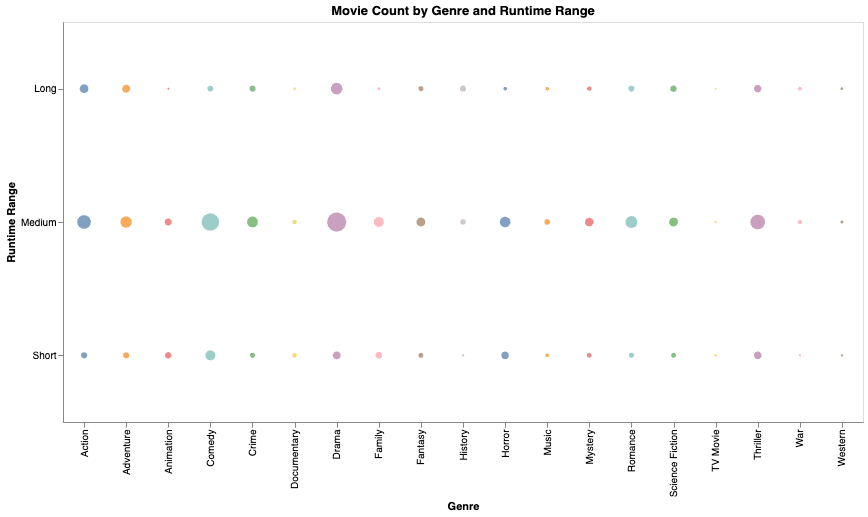 Movie Count by Genre and Runtime Range
Long
Medium
Short
Runtime Range
Action
Adventure
Animation
Comedy
Crime
Documentary
Drama
Family
Fantasy
History
Horror
Music
Mystery
Romance
Science Fiction
TV Movie
Thriller
War
Western
Genre